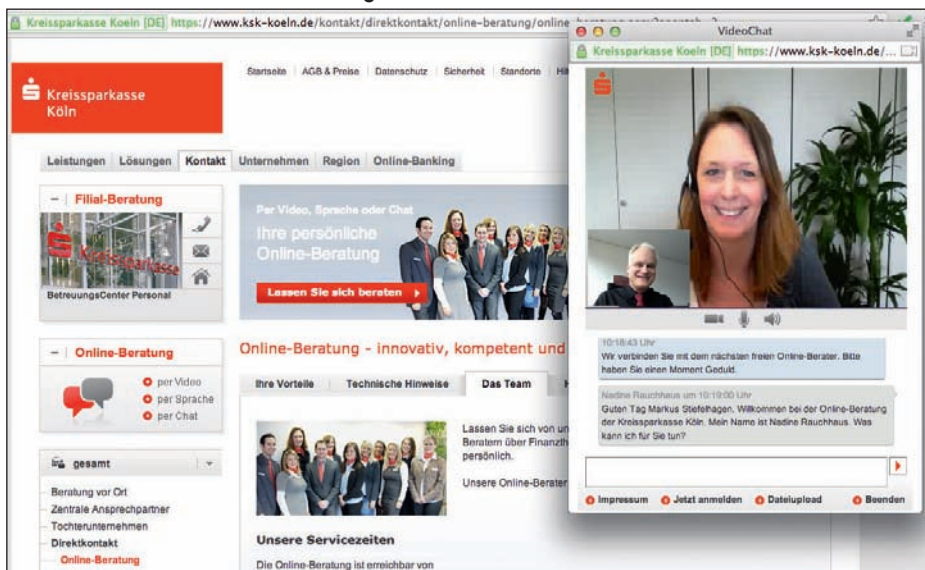 Kreissparkasse Koeln [DE] https://www.ksk-koeln.de/kontakt/direktkontakt/online-beratung/
Startseite AGB & Preise Datenschutz Sicherheit Standorte
Kreissparkasse
Köln
Leistungen Lösungen Kontakt Unternehmen Region Online-Banking
Filial-Beratung
Kreissparkasse
BetreuungsCenter Personal
Per Video, Sprache oder Chat
Ihre persönliche
Online-Beratung
Lassen Sie sich beraten
Online-Beratung
per Video
per Sprache
per Chat
gesamt
Beratung vor Ort
Zentrale Ansprechpartner
Tochterunternehmen
Direktkontakt
Online-Beratung
Online-Beratung - innovativ, kompetent und
Ihre Vorteile Technische Hinweise Das Team
Lassen Sie sich von
Beratern über
persönlich.
Unsere Online-Berater
Unsere Servicezeiten
Die Online-Beratung ist erreichbar von
VideoChat
Kreissparkasse Koeln [DE] https://www.ksk-koeln.de/...
10:18:43 Uhr
Wir verbinden Sie mit dem nächsten freien Online-Berater. Bitte
haben Sie einen Moment Geduld.
Nadine Rauchhaus um 10:19:00 Uhr
Guten Tag Markus Stiefelhagen. Willkommen bei der Online-Beratung
der Kreissparkasse Köln. Mein Name ist Nadine Rauchhaus. Was
kann ich für Sie tun?
Impressum Jetzt anmelden Dateiupload Beenden